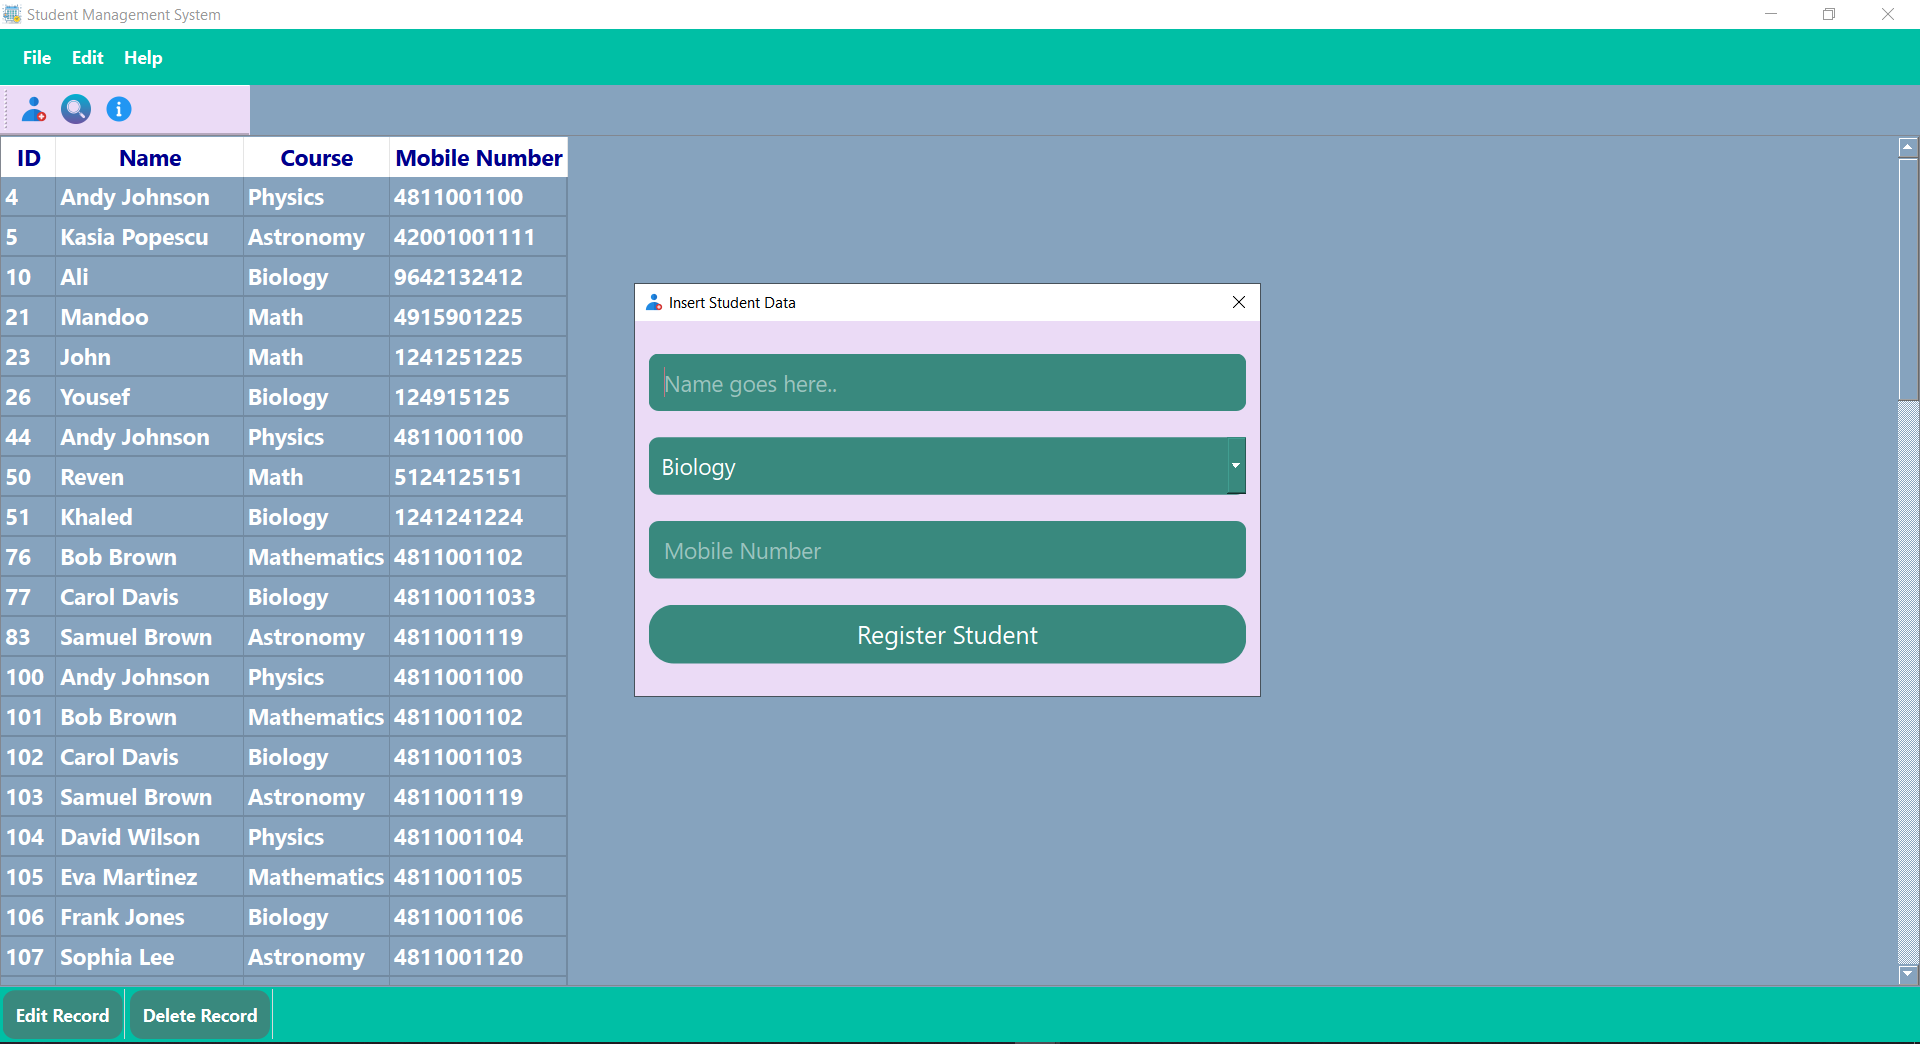 Student Management System
File Edit Help
ID Name Course Mobile Number
4 Andy Johnson Physics 4811001100
5 Kasia Popescu Astronomy 42001001111
10 Ali Biology 9642132412
21 Mandoo Math 4915901225
23 John Math 1241251225
26 Yousef Biology 124915125
44 Andy Johnson Physics 4811001100
50 Reven Math 5124125151
51 Khaled Biology 1241241224
76 Bob Brown Mathematics 4811001102
77 Carol Davis Biology 48110011033
83 Samuel Brown Astronomy 4811001119
100 Andy Johnson Physics 4811001100
101 Bob Brown Mathematics 4811001102
102 Carol Davis Biology 4811001103
103 Samuel Brown Astronomy 4811001119
104 David Wilson Physics 4811001104
105 Eva Martinez Mathematics 4811001105
106 Frank Jones Biology 4811001106
107 Sophia Lee Astronomy 4811001120
Insert Student Data
Name goes here..
Biology
Mobile Number
Register Student
Edit Record Delete Record